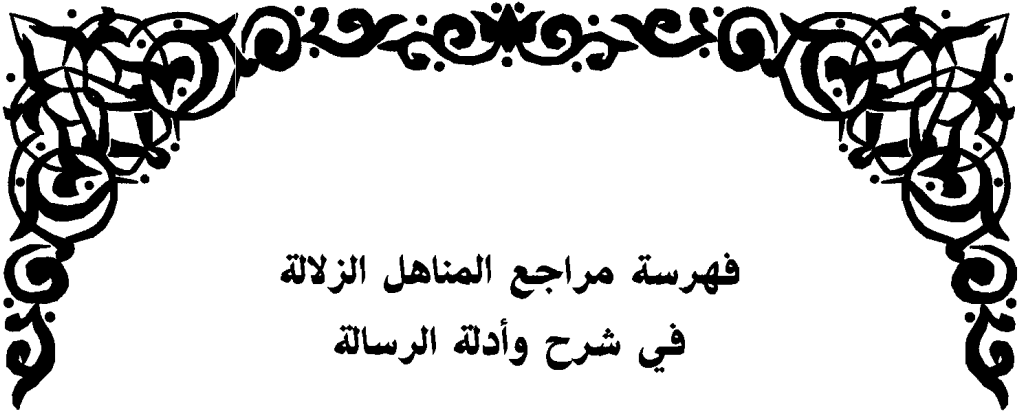 فهرسة مراجع المناهل الزلالة
في شرح وأدلة الرسالة